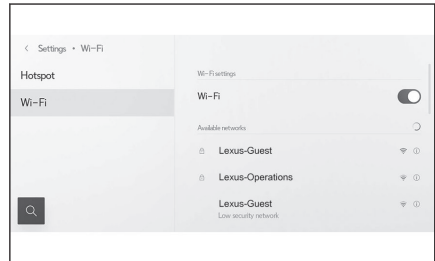 < Settings • Wi-Fi
Hotspot
Wi-Fi
Wi-Fi settings
Wi-Fi
Available networks
Lexus-Guest
Lexus-Operations
Lexus-Guest
Low security network